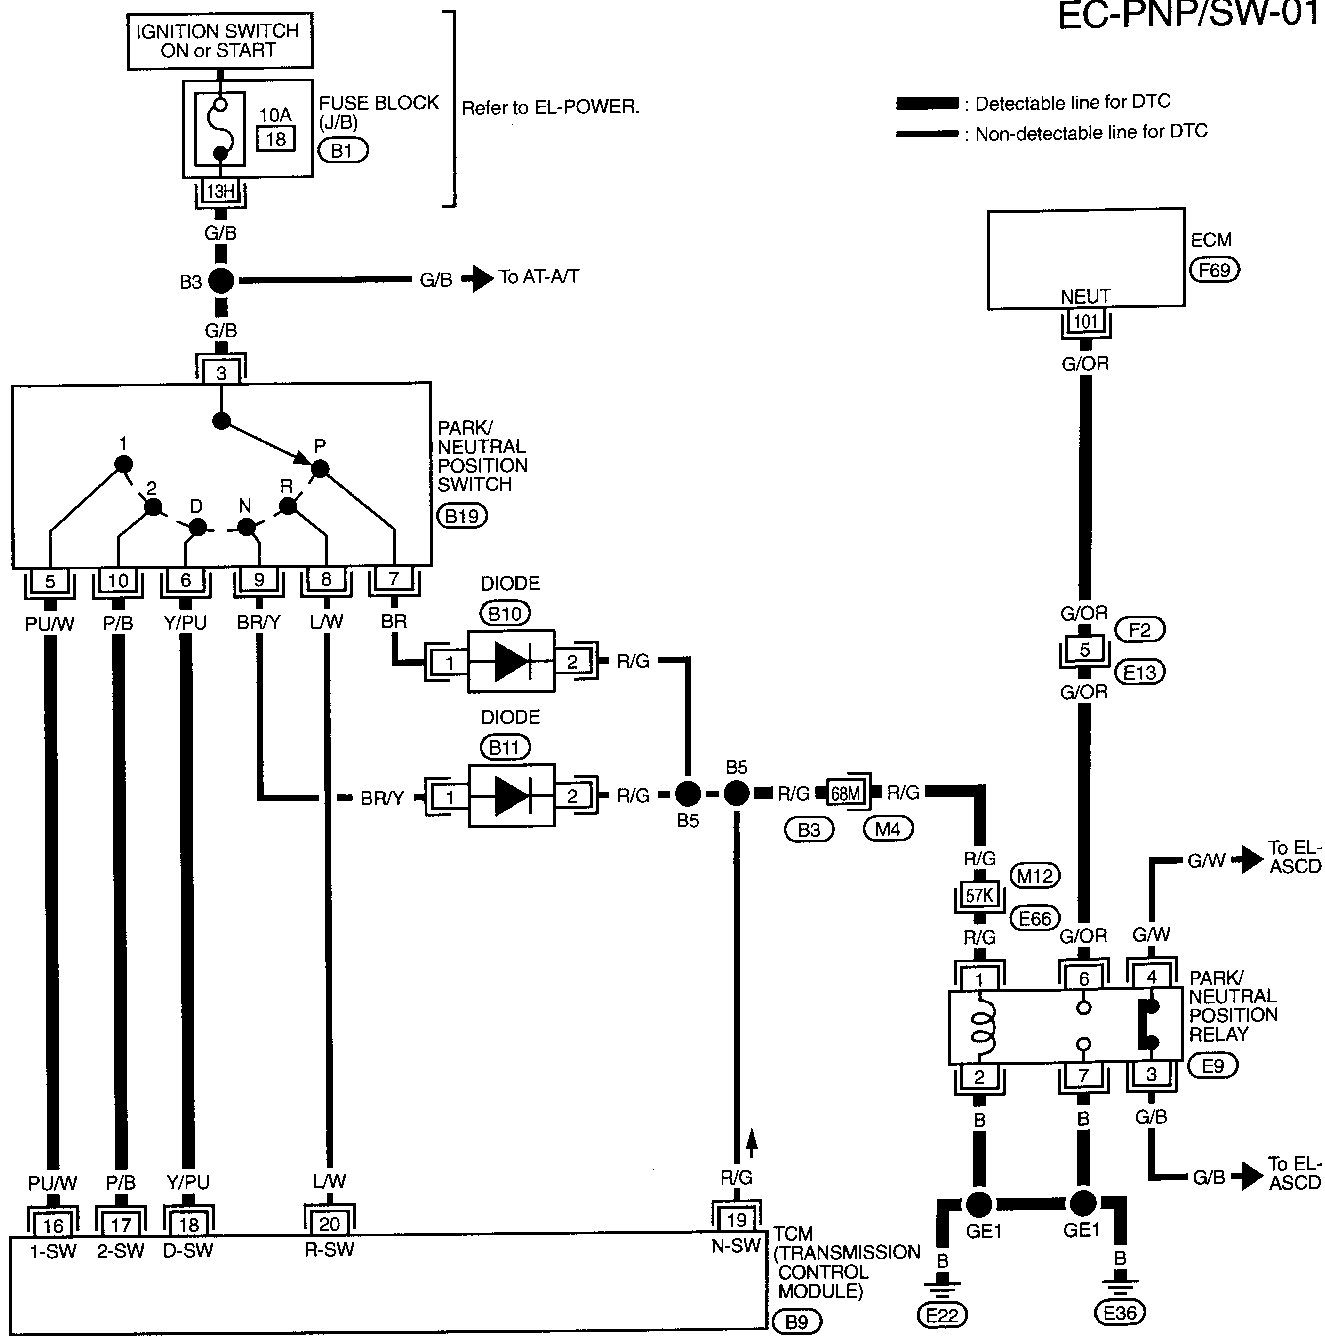 EC-PNP/SW-01
IGNITION SWITCH
ON or START
10A
18
FUSE BLOCK
(J/B)
B1
Refer to EL-POWER.
: Detectable line for DTC
: Non-detectable line for DTC
13H
G/B
B3
G/B
To AT-A/T
G/B
3
ECM
F69
NEUT
101
G/OR
PARK/
NEUTRAL
POSITION
SWITCH
B19
1
2
D
N
R
P
5
10
6
9
8
7
PU/W
P/B
Y/PU
BR/Y
L/W
BR
DIODE
B10
1
2
R/G
DIODE
B11
BR/Y
1
2
R/G
B5
B5
R/G
68M
R/G
B3
M4
G/OR
F2
5
E13
G/OR
R/G
M12
57K
E66
R/G
G/OR
G/W
To EL-
ASCD
G/W
1
6
4
PARK/
NEUTRAL
POSITION
RELAY
E9
2
7
3
B
B
G/B
G/B
To EL-
ASCD
GE1
GE1
B
B
E22
E36
PU/W
P/B
Y/PU
L/W
R/G
16
17
18
20
19
1-SW
2-SW
D-SW
R-SW
N-SW
TCM
(TRANSMISSION
CONTROL
MODULE)
B9